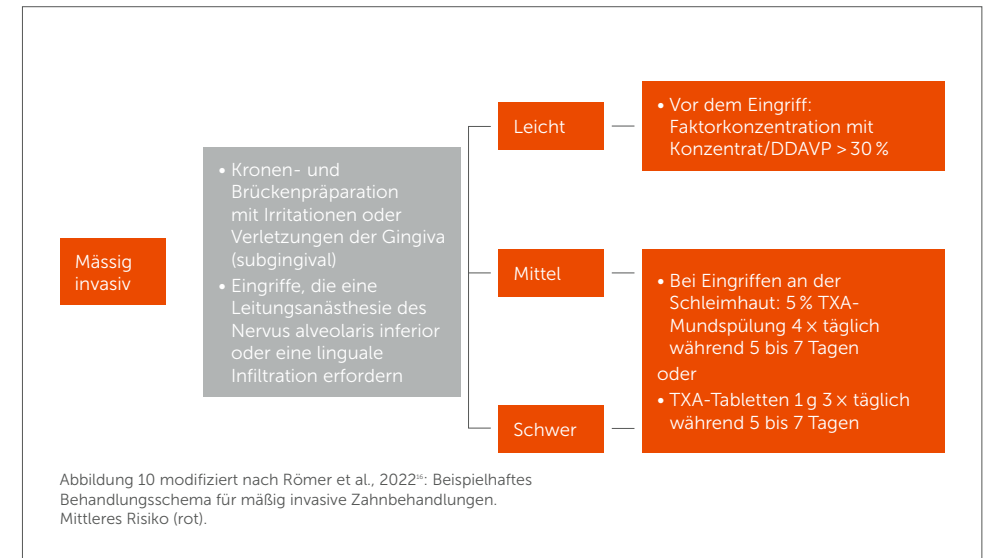 Mässig
invasiv
• Kronen- und
Brückenpräparation
mit Irritationen oder
Verletzungen der Gingiva
(subgingival)
• Eingriffe, die eine
Leitungsanästhesie des
Nervus alveolaris inferior
oder eine linguale
Infiltration erfordern
Leicht
• Vor dem Eingriff:
Faktorkonzentration mit
Konzentrat/DDAVP > 30 %
Mittel
Schwer
• Bei Eingriffen an der
Schleimhaut: 5 % TXA-
Mundspülung 4 × täglich
während 5 bis 7 Tagen
oder
• TXA-Tabletten 1 g 3 × täglich
während 5 bis 7 Tagen
Abbildung 10 modifiziert nach Römer et al., 2022¹⁶: Beispielhaftes
Behandlungsschema für mäßig invasive Zahnbehandlungen.
Mittleres Risiko (rot).